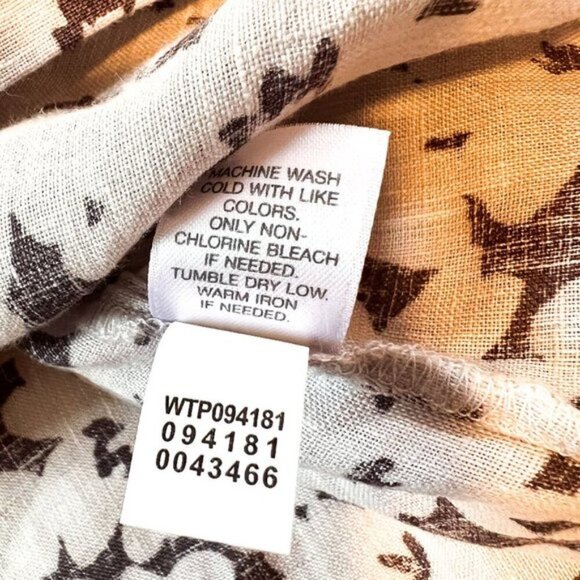 MACHINE WASH
COLD WITH LIKE
COLORS.
ONLY NON-
CHLORINE BLEACH
IF NEEDED.
TUMBLE DRY LOW.
WARM IRON
IF NEEDED.
WTP094181
094181
0043466